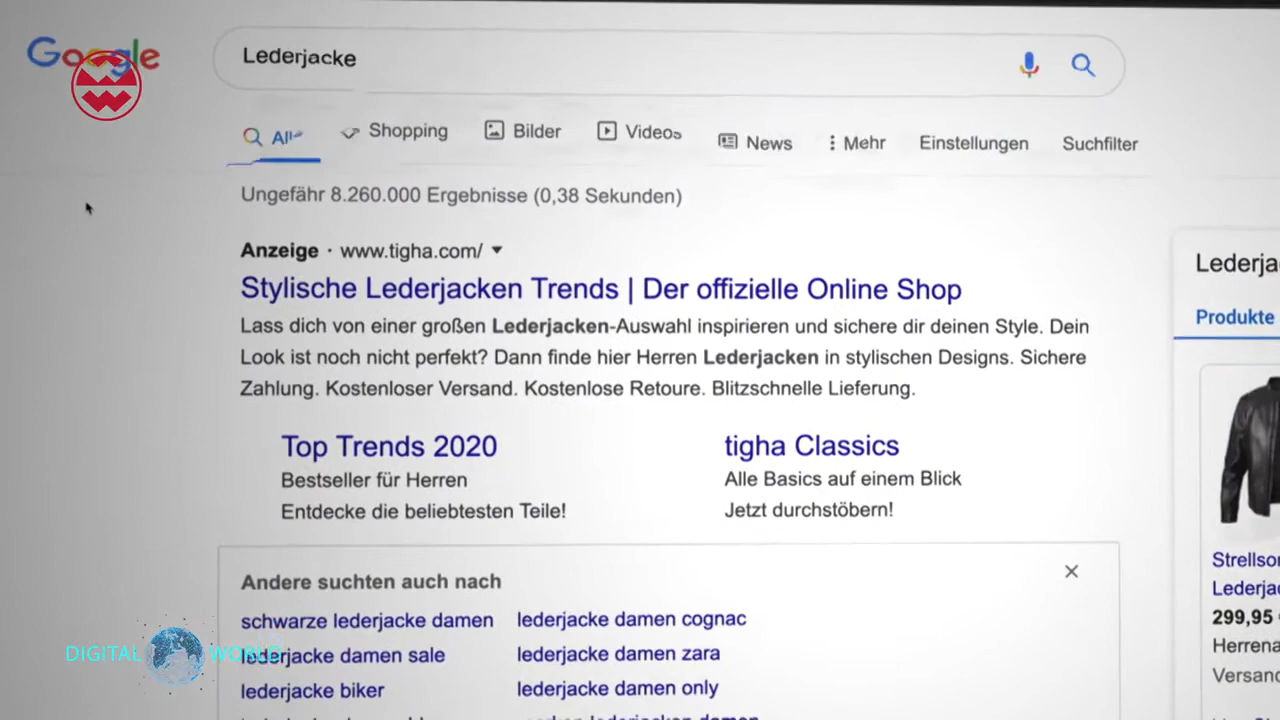 Google
Lederjacke
Shopping
Bilder
Videos
News
Mehr
Einstellungen
Suchfilter
Ungefähr 8.260.000 Ergebnisse (0,38 Sekunden)
Anzeige · www.tigha.com/
Stylische Lederjacken Trends | Der offizielle Online Shop
Lass dich von einer großen Lederjacken-Auswahl inspirieren und sichere dir deinen Style. Dein
Look ist noch nicht perfekt? Dann finde hier Herren Lederjacken in stylischen Designs. Sichere
Zahlung. Kostenloser Versand. Kostenlose Retoure. Blitzschnelle Lieferung.
Top Trends 2020
Bestseller für Herren
Entdecke die beliebtesten Teile!
tigha Classics
Alle Basics auf einem Blick
Jetzt durchstöbern!
Andere suchten auch nach
schwarze lederjacke damen
lederjacke damen sale
lederjacke biker
lederjacke damen cognac
lederjacke damen zara
lederjacke damen only
Produkte
299,95
DIGITAL WORLD